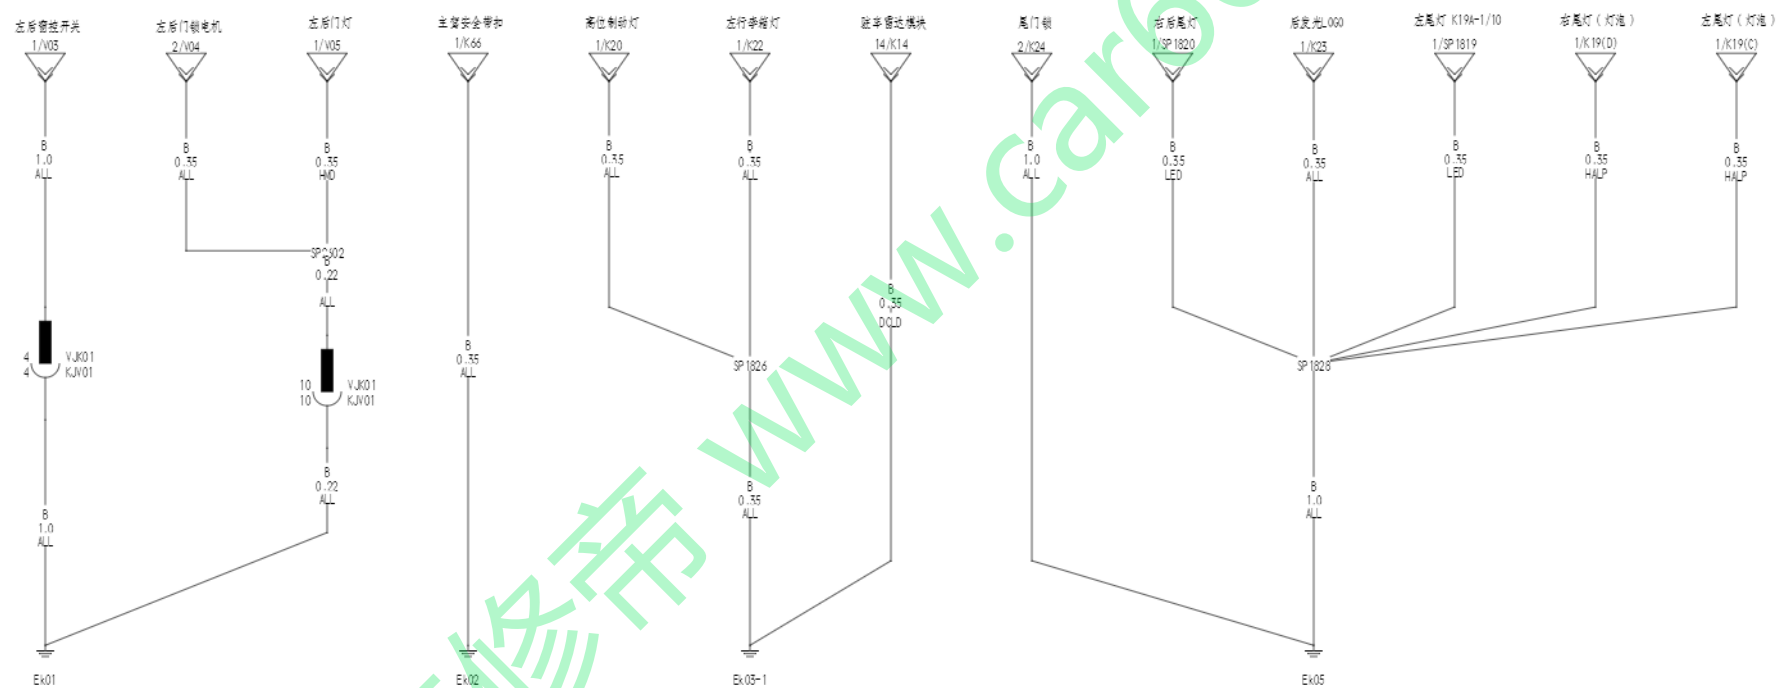 左后窗控开关
1/V03
左后门锁电机
2/V04
左后门灯
1/V05
主驾安全带扣
1/K66
高位制动灯
1/K20
左行李箱灯
1/K22
驻车雷达模块
14/K14
尾门锁
2/K24
右后尾灯
1/SP1820
后发光LOGO
1/K23
左尾灯 K19A-1/10
1/SP1819
右尾灯(灯泡)
1/K19(D)
左尾灯(灯泡)
1/K19(C)
B
1.0
ALL
B
0.35
ALL
B
0.35
HMD
B
0.35
ALL
B
0.35
ALL
B
1.0
ALL
B
0.35
LED
B
0.35
ALL
B
0.35
LED
B
0.35
HALP
B
0.35
HALP
B
0.22
ALL
B
0.35
DCLD
4
4
VJK01
KJV01
10
10
VJK01
KJV01
B
0.35
ALL
SP1826
SP1828
B
0.22
ALL
B
1.0
ALL
B
0.35
ALL
B
1.0
ALL
Ek01
Ek02
Ek03-1
Ek05
修帝 www.car6